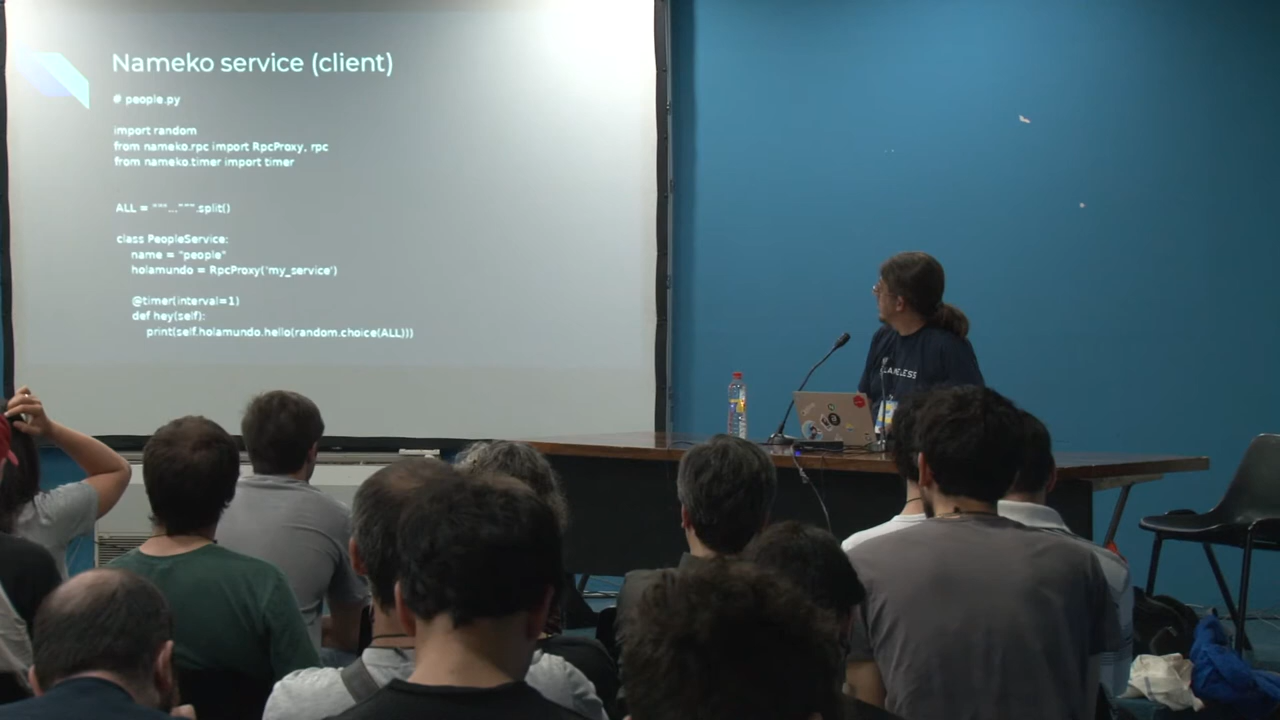 Nameko service (client)
# people.py
import random
from nameko.rpc import RpcProxy, rpc
from nameko.timer import timer
ALL = """...""".split()
class PeopleService:
name = "people"
holamundo = RpcProxy('my_service')
@timer(interval=1)
def hey(self):
print(self.holamundo.hello(random.choice(ALL)))